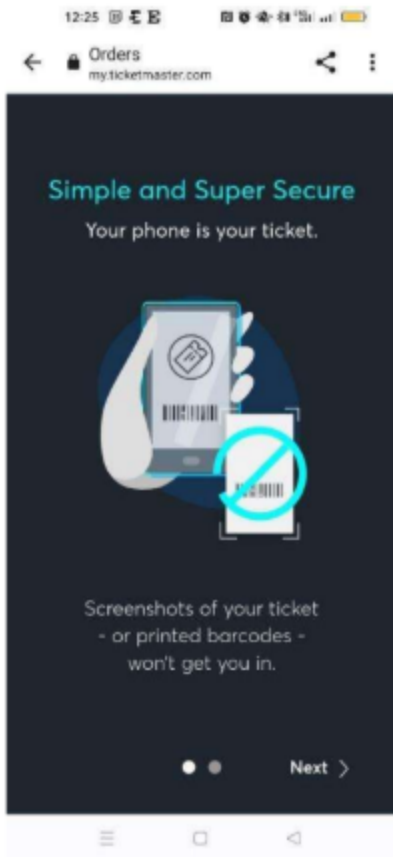 12:25
Orders
my.ticketmaster.com
Simple and Super Secure
Your phone is your ticket.
Screenshots of your ticket
- or printed barcodes -
won't get you in.
Next